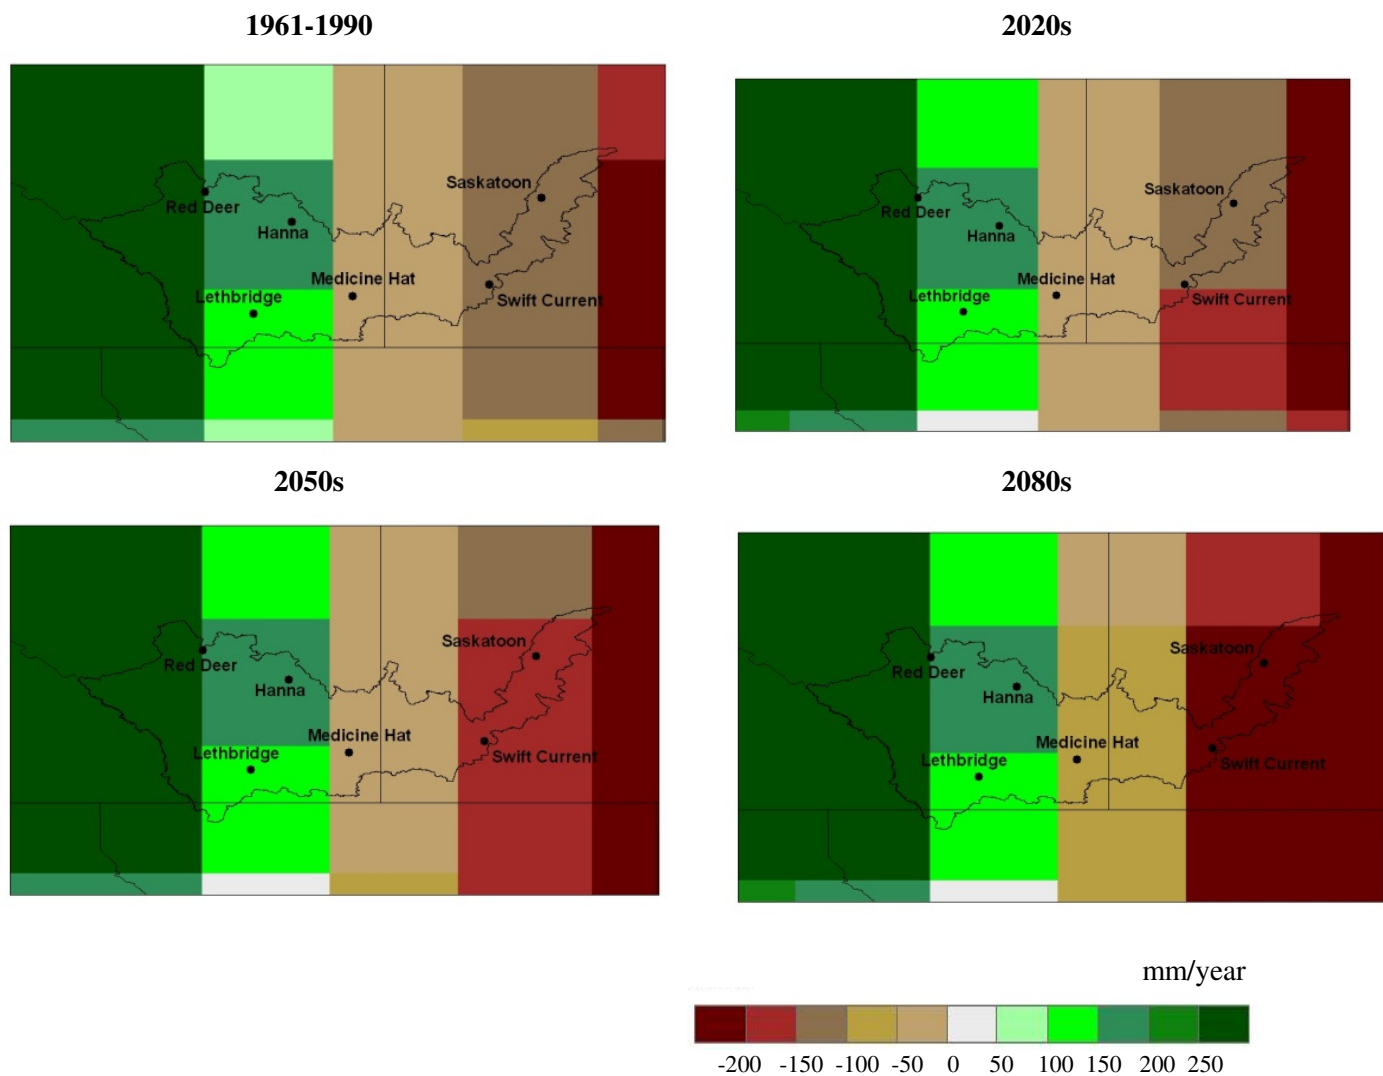 1961-1990
2020s
Saskatoon
Red Deer
Hanna
Medicine Hat
Lethbridge
Swift Current
Saskatoon
Red Deer
Hanna
Medicine Hat
Lethbridge
Swift Current
2050s
2080s
Saskatoon
Red Deer
Hanna
Medicine Hat
Lethbridge
Swift Current
Saskatoon
Red Deer
Hanna
Medicine Hat
Lethbridge
Swift Current
mm/year
-200 -150 -100 -50 0 50 100 150 200 250